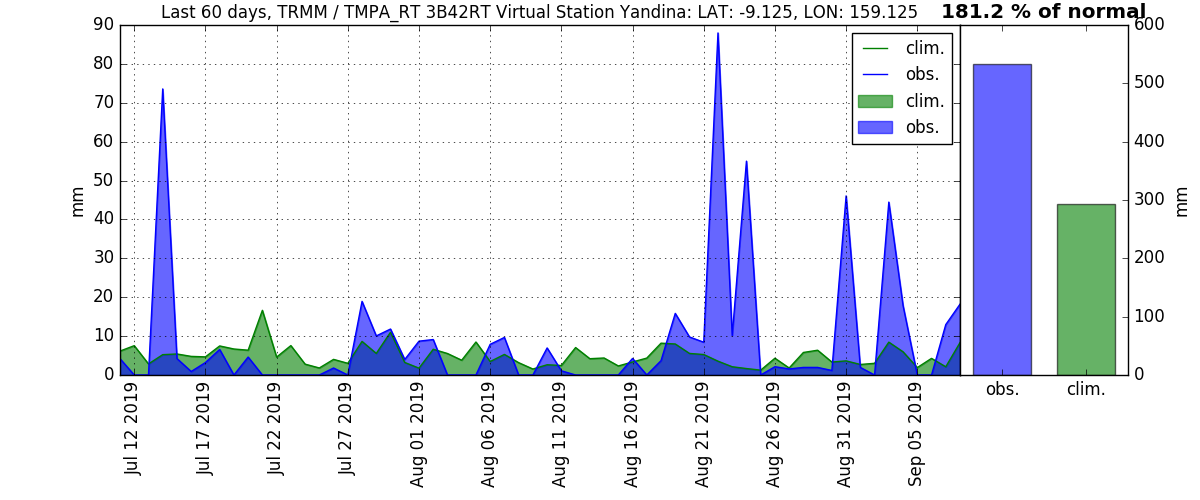 Last 60 days, TRMM / TMPA_RT 3B42RT Virtual Station Yandina: LAT: -9.125, LON: 159.125
181.2 % of normal
90
80
70
60
50
40
30
20
10
0
mm
clim.
obs.
clim.
obs.
600
500
400
300
200
100
0
mm
Jul 12 2019
Jul 17 2019
Jul 22 2019
Jul 27 2019
Aug 01 2019
Aug 06 2019
Aug 11 2019
Aug 16 2019
Aug 21 2019
Aug 26 2019
Aug 31 2019
Sep 05 2019
obs.
clim.